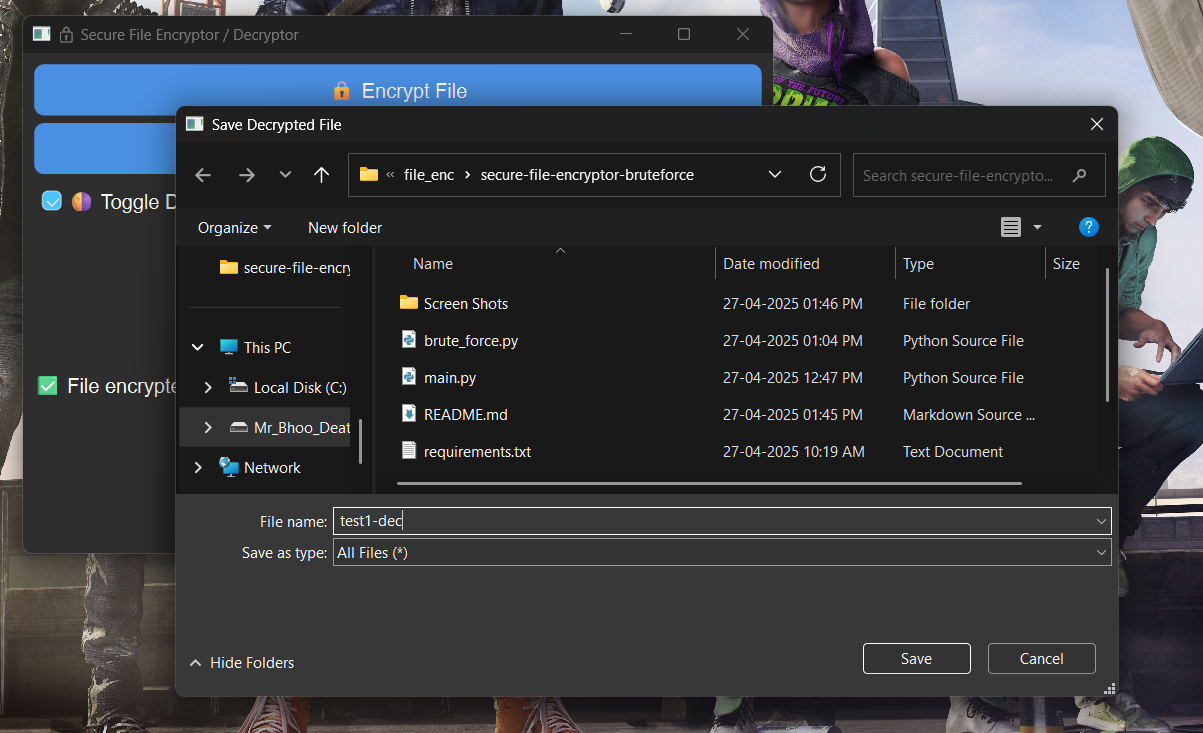 Secure File Encryptor / Decryptor
Encrypt File
OF THE FUTURE
Save Decrypted File
« file_enc › secure-file-encryptor-bruteforce
Search secure-file-encrypto...
Toggle D
Organize
New folder
?
secure-file-encry
Name
Date modified
Type
Size
Screen Shots
27-04-2025 01:46 PM
File folder
This PC
brute_force.py
27-04-2025 01:04 PM
Python Source File
File encrypte
Local Disk (C:)
main.py
27-04-2025 12:47 PM
Python Source File
Mr_Bhoo_Deat
README.md
27-04-2025 01:45 PM
Markdown Source ...
Network
requirements.txt
27-04-2025 10:19 AM
Text Document
File name: test1-dec
Save as type: All Files (*)
Hide Folders
Save
Cancel